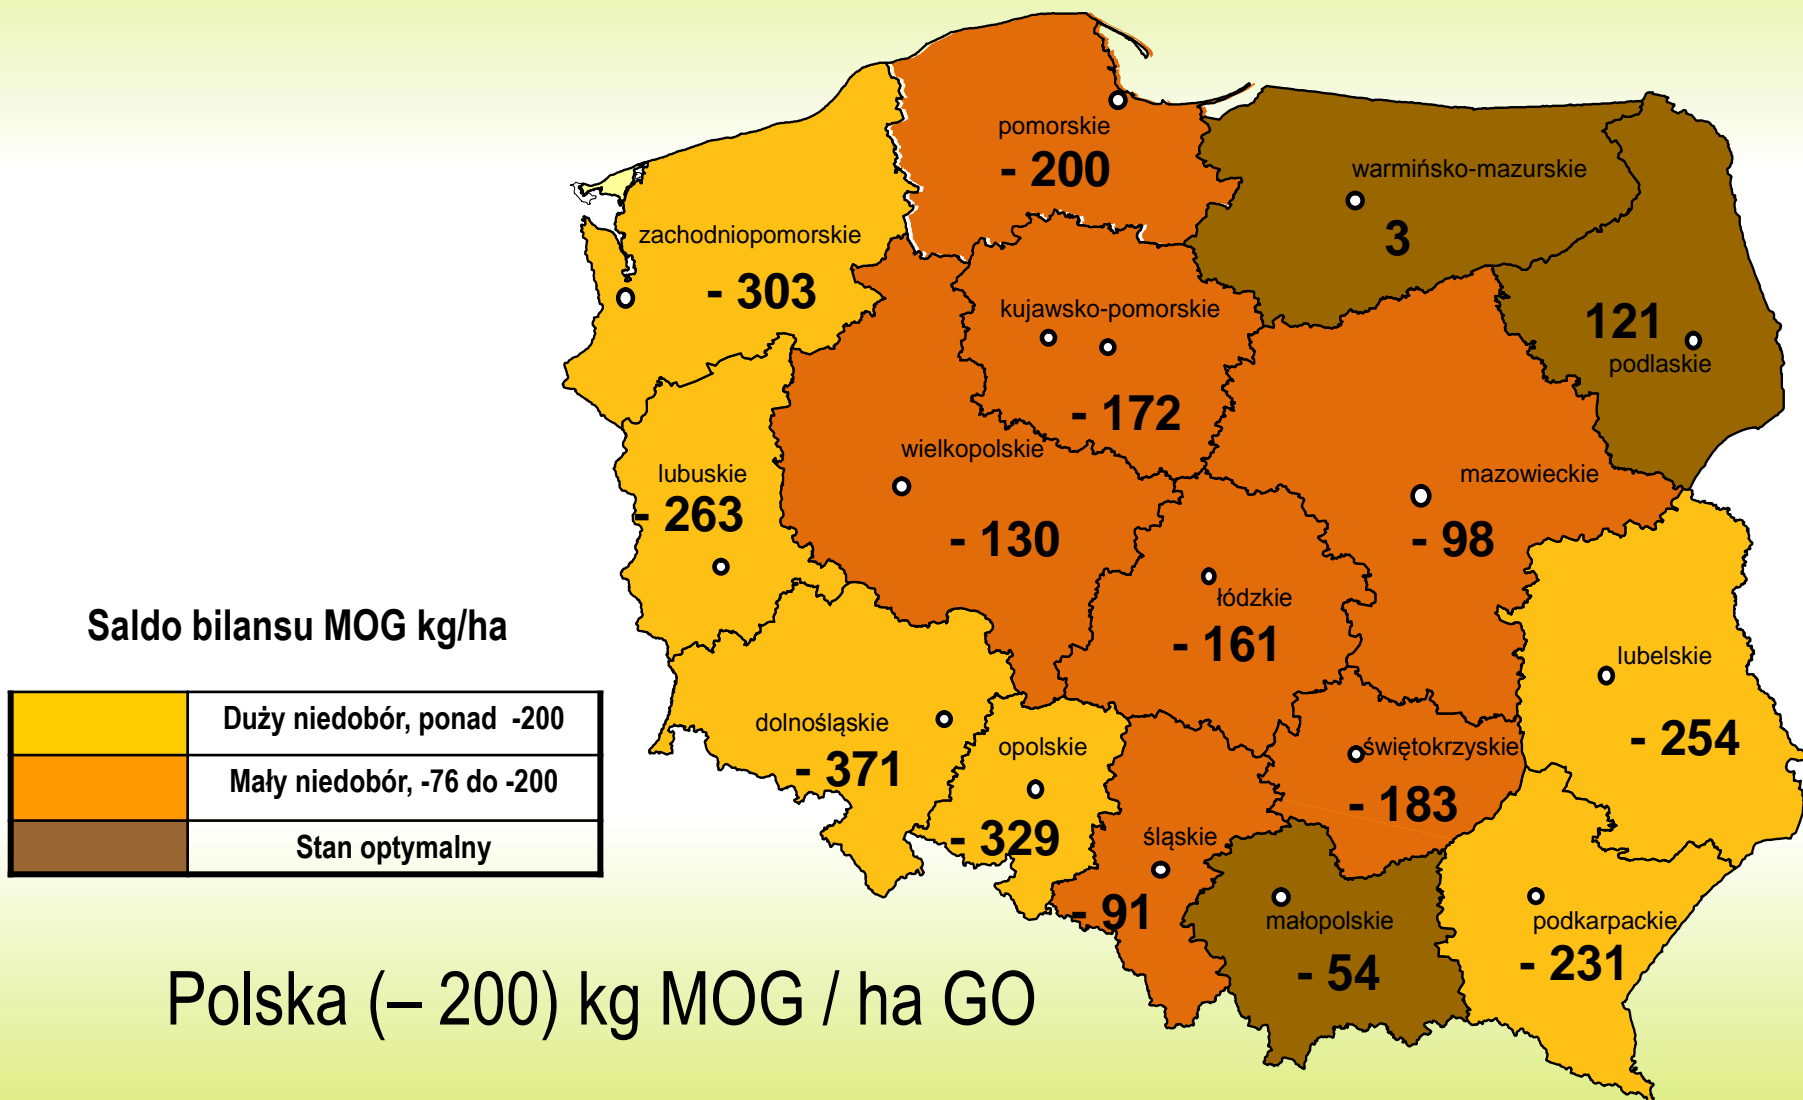 pomorskie
- 200
warmińsko-mazurskie
3
zachodniopomorskie
- 303
kujawsko-pomorskie
- 172
121
podlaskie
wielkopolskie
- 130
lubuskie
- 263
mazowieckie
- 98
łódzkie
- 161
Saldo bilansu MOG kg/ha
Duży niedobór, ponad -200
Mały niedobór, -76 do -200
Stan optymalny
lubelskie
- 254
dolnośląskie
- 371
opolskie
- 329
świętokrzyskie
- 183
śląskie
- 91
małopolskie
- 54
podkarpackie
- 231
Polska (– 200) kg MOG / ha GO